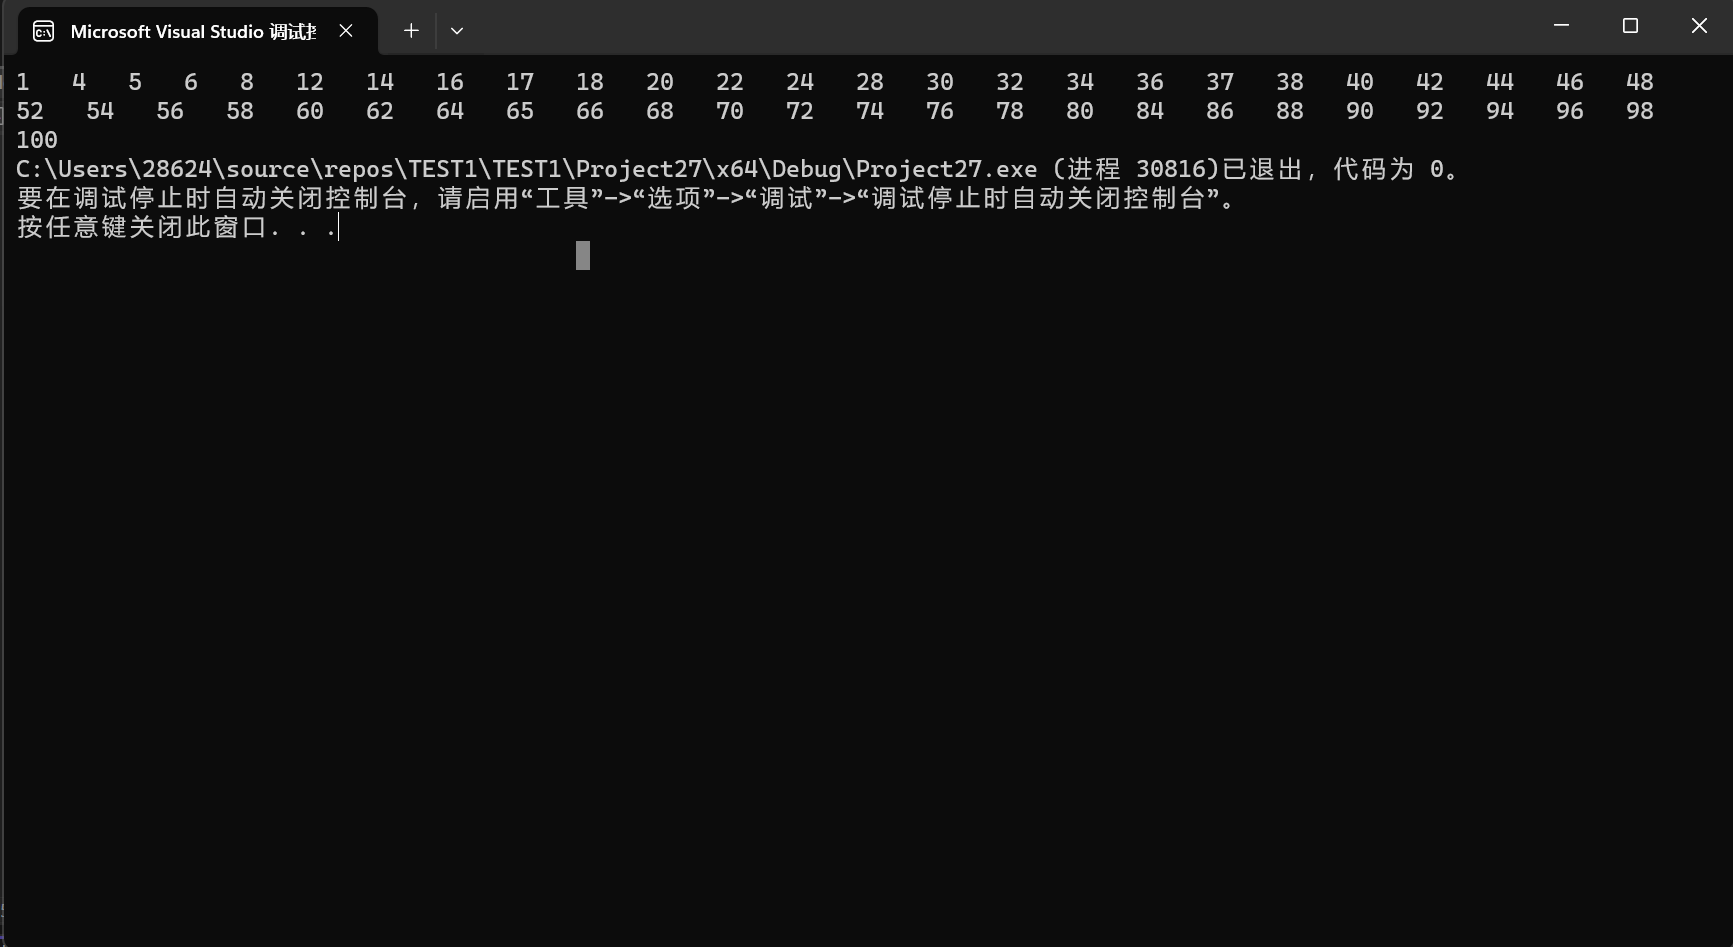 Microsoft Visual Studio 调试
1 4 5 6 8 12 14 16 17 18 20 22 24 28 30 32 34 36 37 38 40 42 44 46 48
52 54 56 58 60 62 64 65 66 68 70 72 74 76 78 80 84 86 88 90 92 94 96 98
100
C:\Users\28624\source\repos\TEST1\TEST1\Project27\x64\Debug\Project27.exe (进程 30816)已退出，代码为 0。
要在调试停止时自动关闭控制台，请启用“工具”->“选项”->“调试”->“调试停止时自动关闭控制台”。
按任意键关闭此窗口. . .